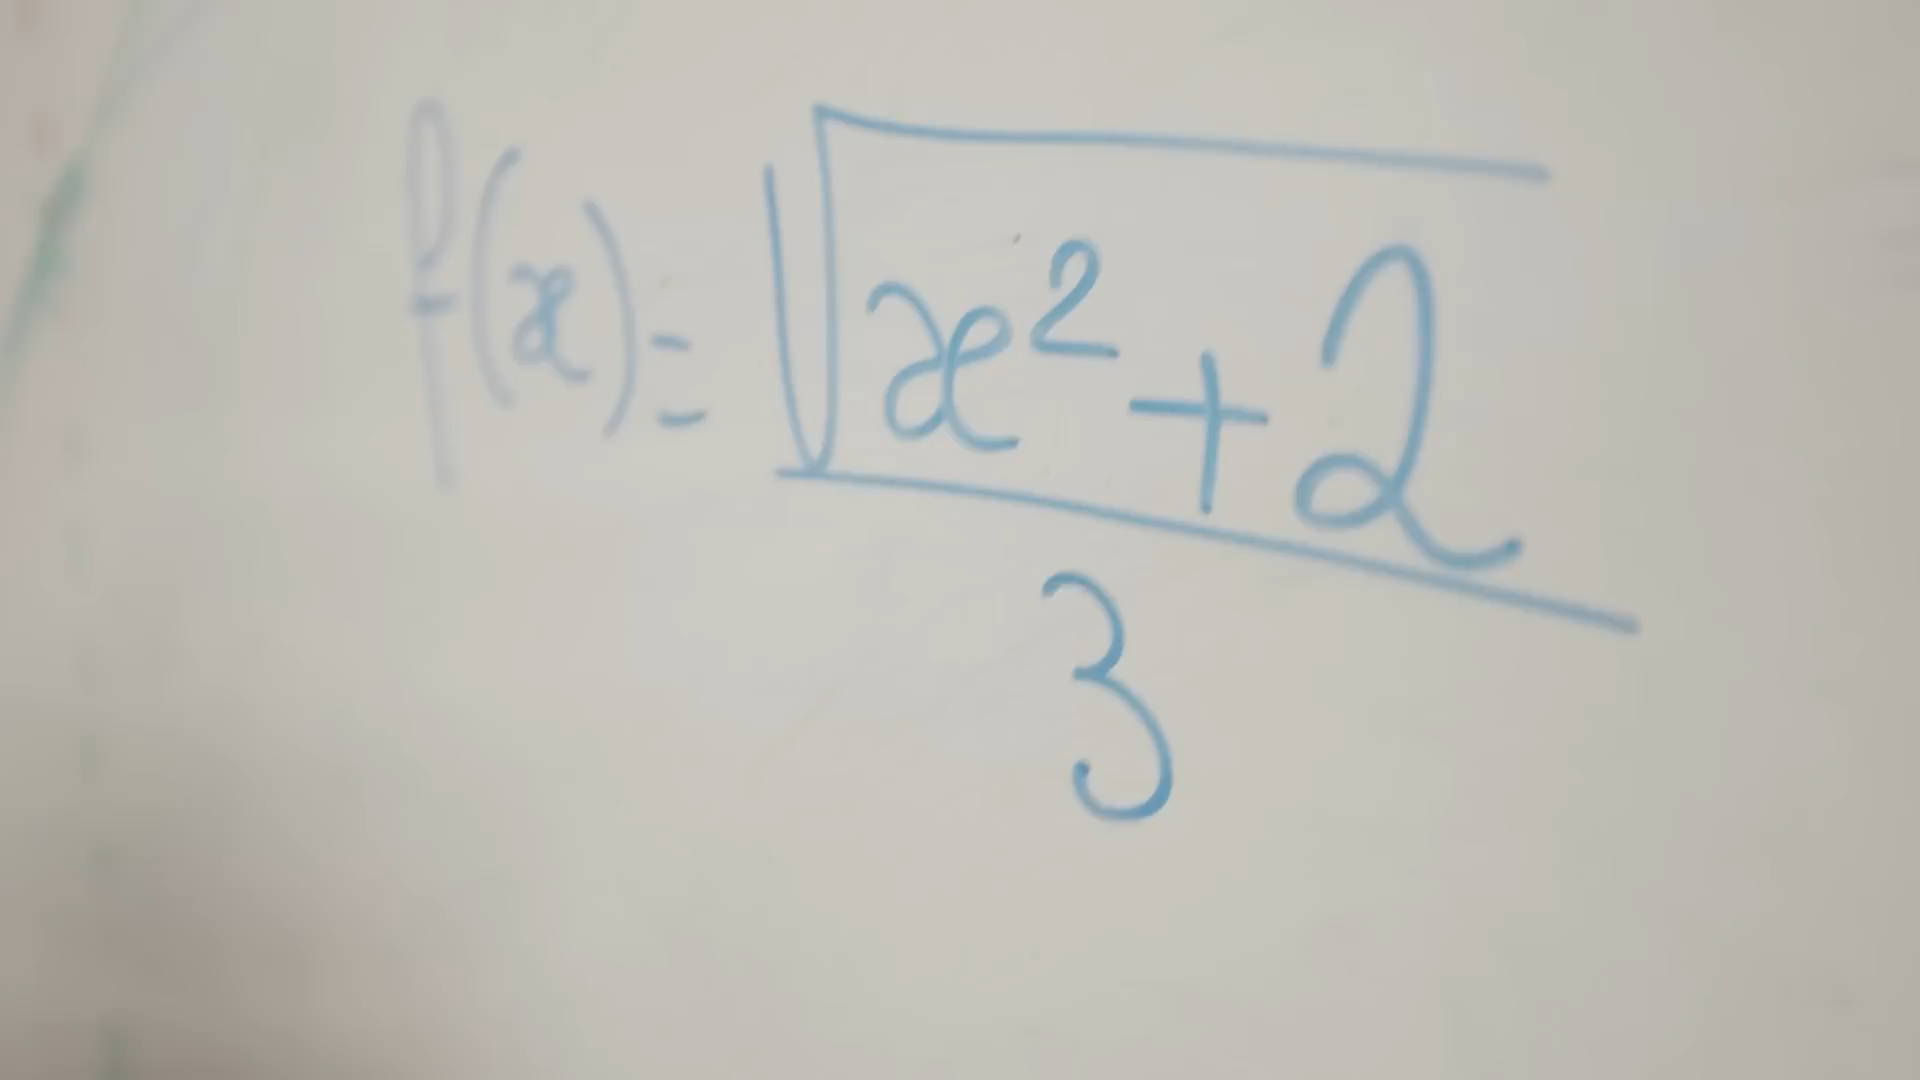 f(x) = √(x² + 2) / 3